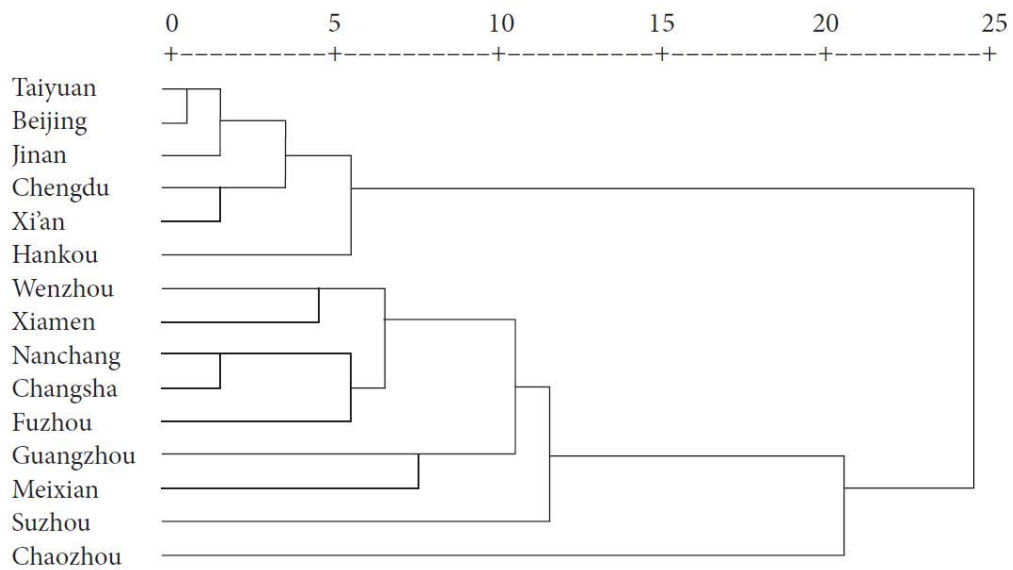 0 5 10 15 20 25
Taiyuan
Beijing
Jinan
Chengdu
Xi’an
Hankou
Wenzhou
Xiamen
Nanchang
Changsha
Fuzhou
Guangzhou
Meixian
Suzhou
Chaozhou